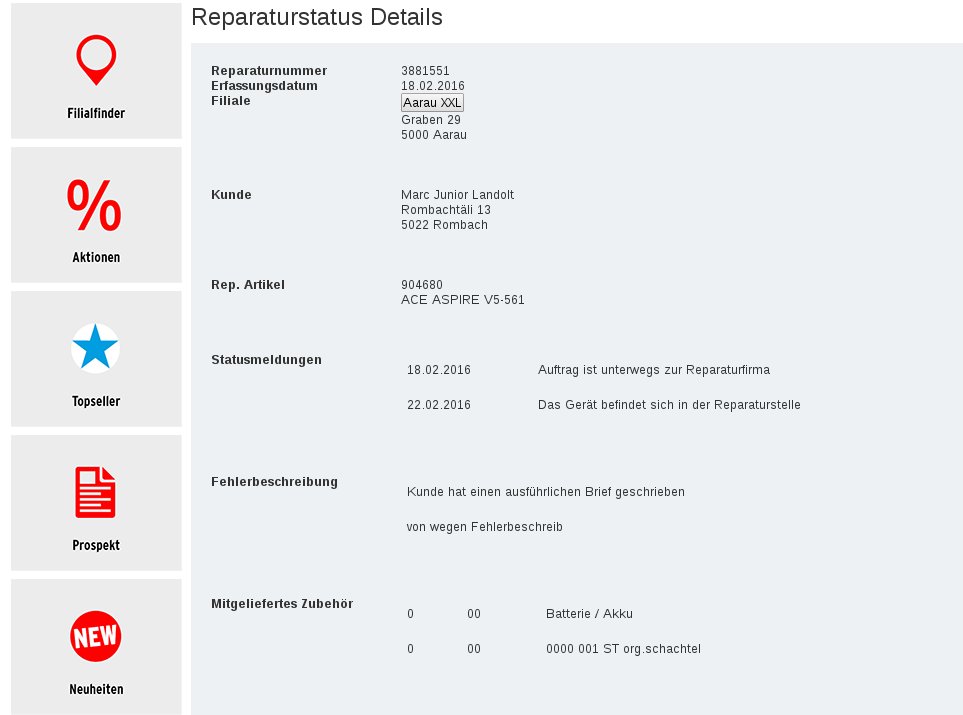 Reparaturstatus Details
Filialfinder
%
Aktionen
Topseller
Prospekt
NEW
Neuheiten
Reparaturnummer 3881551
Erfassungsdatum 18.02.2016
Filiale Aarau XXL
Graben 29
5000 Aarau
Kunde Marc Junior Landolt
Rombachtäli 13
5022 Rombach
Rep. Artikel 904680
ACE ASPIRE V5-561
Statusmeldungen
18.02.2016 Auftrag ist unterwegs zur Reparaturfirma
22.02.2016 Das Gerät befindet sich in der Reparaturstelle
Fehlerbeschreibung
Kunde hat einen ausführlichen Brief geschrieben
von wegen Fehlerbeschreib
Mitgeliefertes Zubehör
0 00 Batterie / Akku
0 00 0000 001 ST org.schachtel